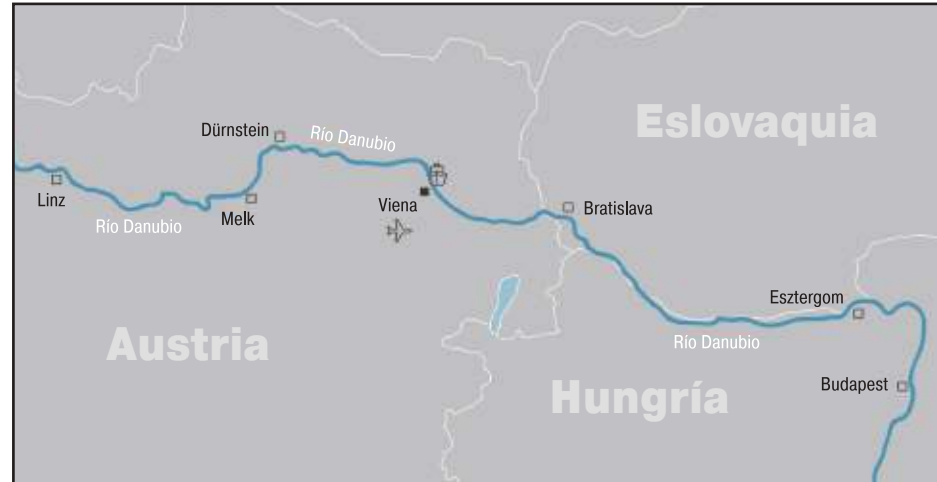 Eslovaquia
Dürnstein
Río Danubio
Linz
Melk
Viena
Bratislava
Río Danubio
Esztergom
Austria
Río Danubio
Hungría
Budapest